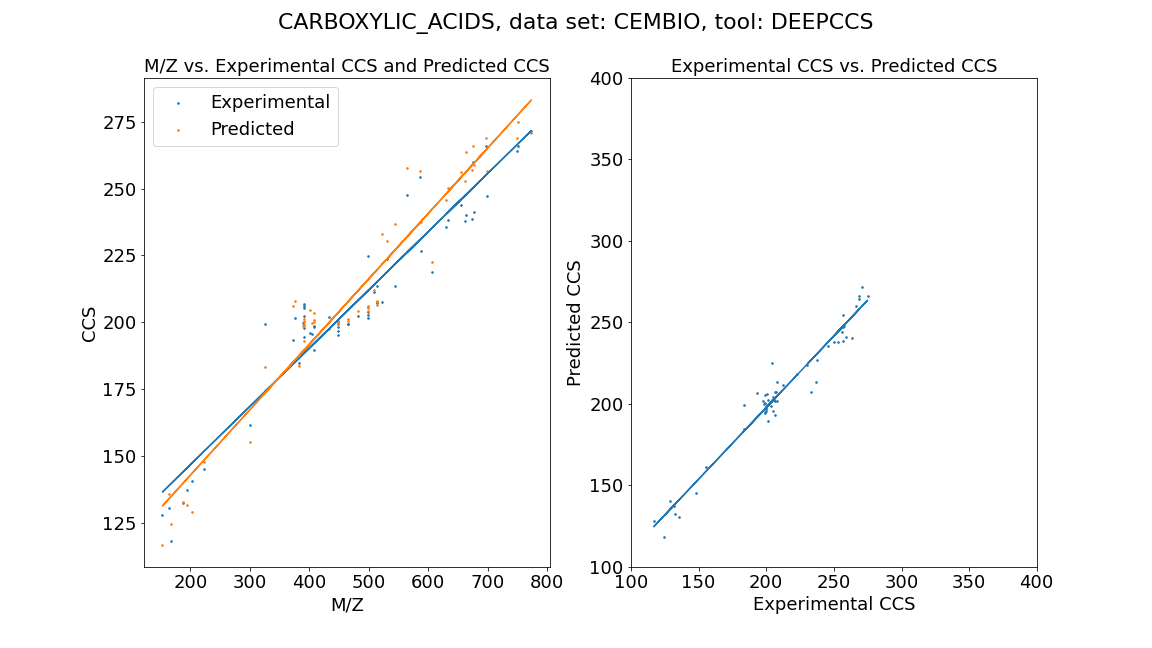 CARBOXYLIC_ACIDS, data set: CEMBIO, tool: DEEPCCS
M/Z vs. Experimental CCS and Predicted CCS
Experimental
Predicted
CCS
275
250
225
200
175
150
125
200 300 400 500 600 700 800
M/Z
Experimental CCS vs. Predicted CCS
Predicted CCS
400
350
300
250
200
150
100
100 150 200 250 300 350 400
Experimental CCS